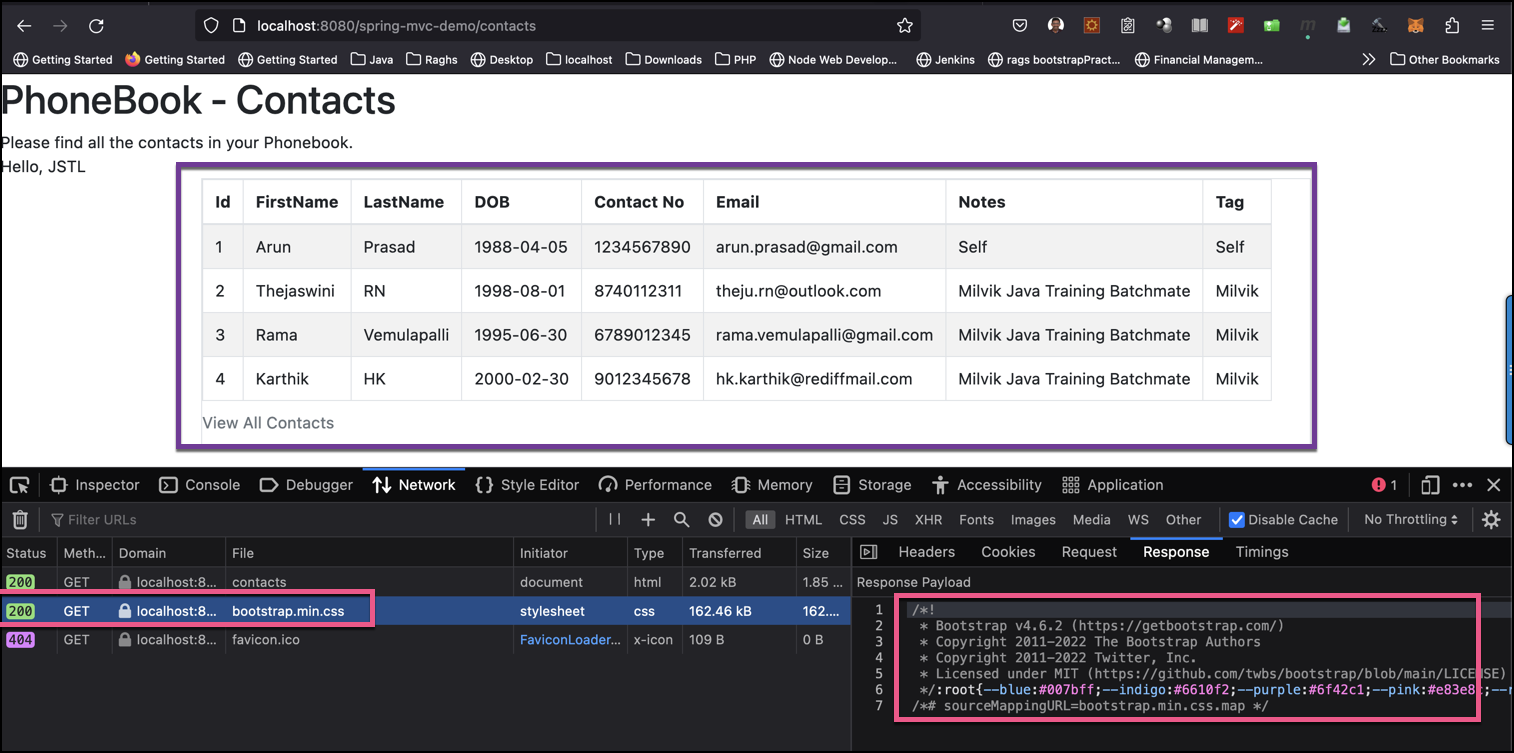 localhost:8080/spring-mvc-demo/contacts
Getting Started Getting Started Getting Started Java Raghs Desktop localhost Downloads PHP Node Web Develop... Jenkins rags bootstrapPract... Financial Managem... Other Bookmarks
PhoneBook - Contacts
Please find all the contacts in your Phonebook.
Hello, JSTL
Id FirstName LastName DOB Contact No Email Notes Tag
1 Arun Prasad 1988-04-05 1234567890 arun.prasad@gmail.com Self Self
2 Thejaswini RN 1998-08-01 8740112311 theju.rn@outlook.com Milvik Java Training Batchmate Milvik
3 Rama Vemulapalli 1995-06-30 6789012345 rama.vemulapalli@gmail.com Milvik Java Training Batchmate Milvik
4 Karthik HK 2000-02-30 9012345678 hk.karthik@rediffmail.com Milvik Java Training Batchmate Milvik
View All Contacts
Inspector Console Debugger Network Style Editor Performance Memory Storage Accessibility Application 1
Filter URLs All HTML CSS JS XHR Fonts Images Media WS Other Disable Cache No Throttling
Status Meth... Domain File Initiator Type Transferred Size
200 GET localhost:8... contacts document html 2.02 kB 1.85 ...
200 GET localhost:8... bootstrap.min.css stylesheet css 162.46 kB 162....
404 GET localhost:8... favicon.ico FaviconLoader... x-icon 109 B 0 B
Headers Cookies Request Response Timings
Response Payload
1 /*!
2 * Bootstrap v4.6.2 (https://getbootstrap.com/)
3 * Copyright 2011-2022 The Bootstrap Authors
4 * Copyright 2011-2022 Twitter, Inc.
5 * Licensed under MIT (https://github.com/twbs/bootstrap/blob/main/LICENSE)
6 */:root{--blue:#007bff;--indigo:#6610f2;--purple:#6f42c1;--pink:#e83e8c;--r
7 /*# sourceMappingURL=bootstrap.min.css.map */